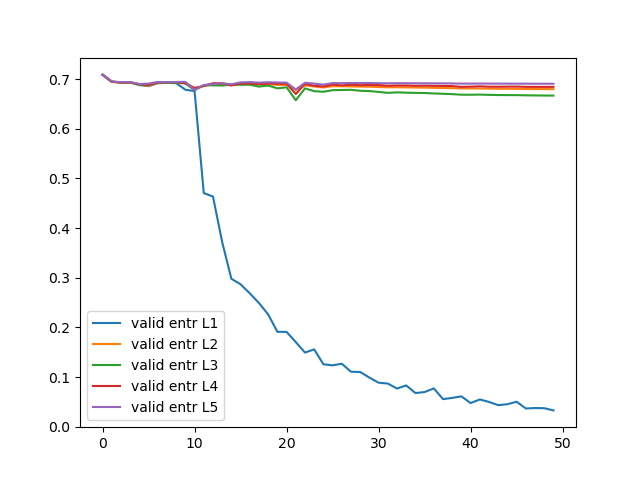 0.7
0.6
0.5
0.4
0.3
0.2
0.1
0.0
valid entr L1
valid entr L2
valid entr L3
valid entr L4
valid entr L5
0 10 20 30 40 50